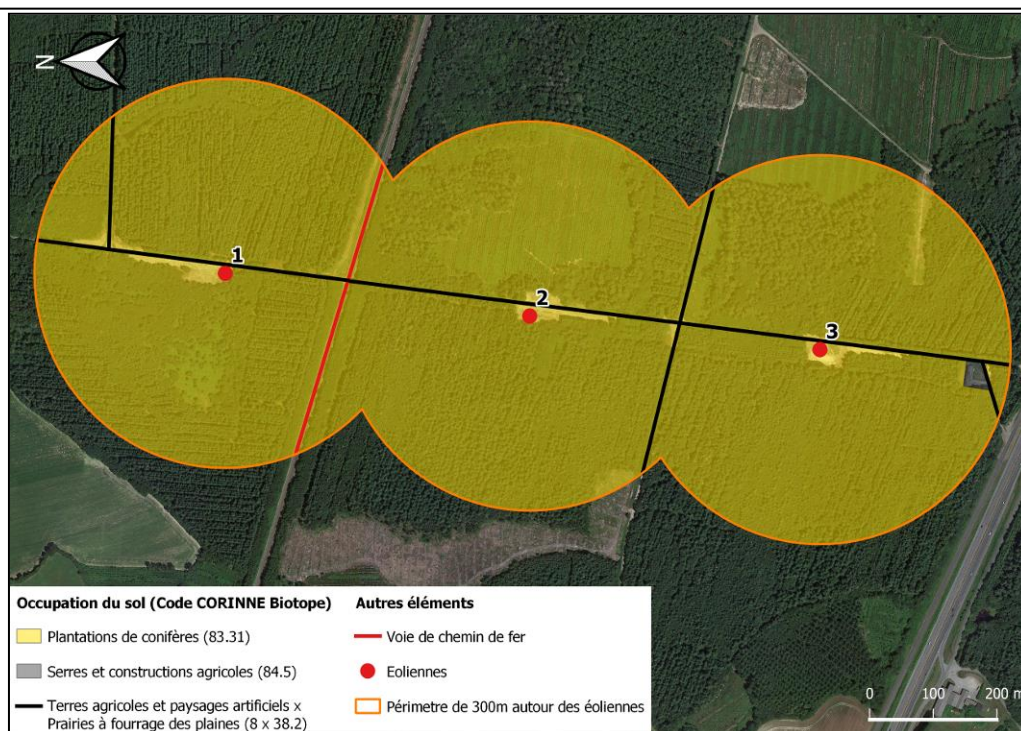 N
1
2
3
Occupation du sol (Code CORINNE Biotope)
Plantations de conifères (83.31)
Serres et constructions agricoles (84.5)
Terres agricoles et paysages artificiels x
Prairies à fourrage des plaines (8 x 38.2)
Autres éléments
Voie de chemin de fer
Eoliennes
Périmetre de 300m autour des éoliennes
0 100 200 m